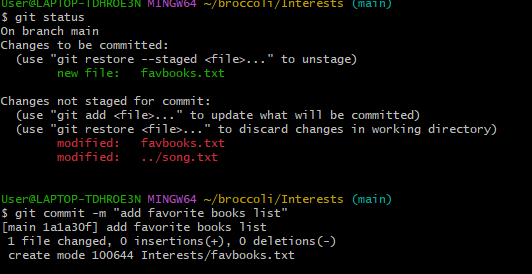 User@LAPTOP-TDHROE3N MINGW64 ~/broccoli/Interests (main)
$ git status
On branch main
Changes to be committed:
  (use "git restore --staged <file>..." to unstage)
        new file:   favbooks.txt

Changes not staged for commit:
  (use "git add <file>..." to update what will be committed)
  (use "git restore <file>..." to discard changes in working directory)
        modified:   favbooks.txt
        modified:   ../song.txt

User@LAPTOP-TDHROE3N MINGW64 ~/broccoli/Interests (main)
$ git commit -m "add favorite books list"
[main 1a1a30f] add favorite books list
 1 file changed, 0 insertions(+), 0 deletions(-)
 create mode 100644 Interests/favbooks.txt